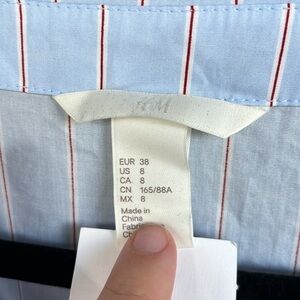 H&M
EUR 38
US 8
CA 8
CN 165/88A
MX 8
Made in
China